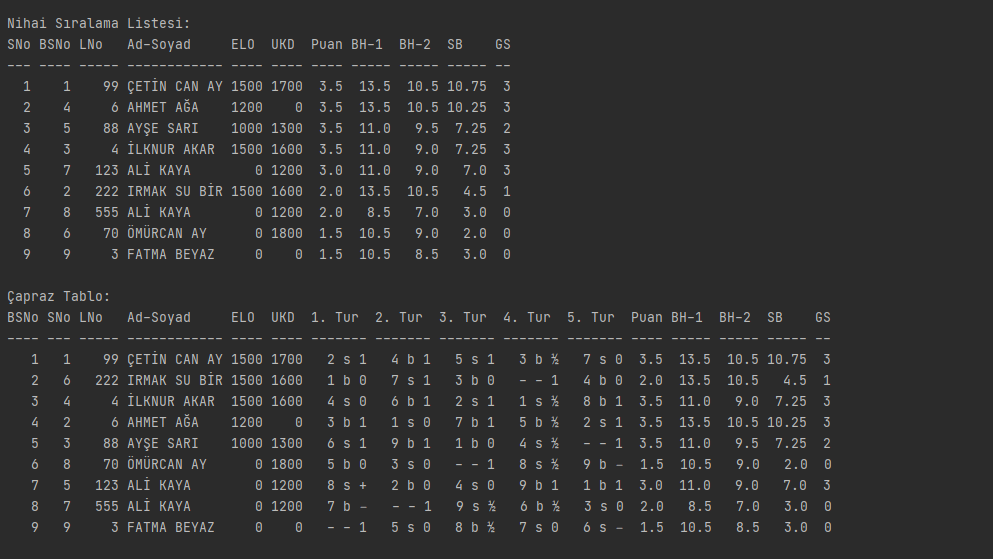 Nihai Sıralama Listesi:
SNo BSNo LNo   Ad-Soyad     ELO  UKD  Puan BH-1  BH-2  SB    GS
--- ---- ----- ------------ ---- ---- ---- ----- ----- ----- --
  1    1    99 ÇETİN CAN AY 1500 1700  3.5  13.5  10.5 10.75  3
  2    4     6 AHMET AĞA    1200    0  3.5  13.5  10.5 10.25  3
  3    5    88 AYŞE SARI    1000 1300  3.5  11.0   9.5  7.25  2
  4    3     4 İLKNUR AKAR  1500 1600  3.5  11.0   9.0  7.25  3
  5    7   123 ALİ KAYA        0 1200  3.0  11.0   9.0   7.0  3
  6    2   222 IRMAK SU BİR 1500 1600  2.0  13.5  10.5   4.5  1
  7    8   555 ALİ KAYA        0 1200  2.0   8.5   7.0   3.0  0
  8    6    70 ÖMÜRCAN AY      0 1800  1.5  10.5   9.0   2.0  0
  9    9     3 FATMA BEYAZ     0    0  1.5  10.5   8.5   3.0  0
Çapraz Tablo:
BSNo SNo LNo   Ad-Soyad     ELO  UKD  1. Tur  2. Tur  3. Tur  4. Tur  5. Tur  Puan BH-1  BH-2  SB    GS
---- --- ----- ------------ ---- ---- ------- ------- ------- ------- ------- ---- ----- ----- ----- --
   1   1    99 ÇETİN CAN AY 1500 1700   2 s 1   4 b 1   5 s 1   3 b ½   7 s 0  3.5  13.5  10.5 10.75  3
   2   6   222 IRMAK SU BİR 1500 1600   1 b 0   7 s 1   3 b 0   - - 1   4 b 0  2.0  13.5  10.5   4.5  1
   3   4     4 İLKNUR AKAR  1500 1600   4 s 0   6 b 1   2 s 1   1 s ½   8 b 1  3.5  11.0   9.0  7.25  3
   4   2     6 AHMET AĞA    1200    0   3 b 1   1 s 0   7 b 1   5 b ½   2 s 1  3.5  13.5  10.5 10.25  3
   5   3    88 AYŞE SARI    1000 1300   6 s 1   9 b 1   1 b 0   4 s ½   - - 1  3.5  11.0   9.5  7.25  2
   6   8    70 ÖMÜRCAN AY      0 1800   5 b 0   3 s 0   - - 1   8 s ½   9 b -  1.5  10.5   9.0   2.0  0
   7   5   123 ALİ KAYA        0 1200   8 s +   2 b 0   4 s 0   9 b 1   1 b 1  3.0  11.0   9.0   7.0  3
   8   7   555 ALİ KAYA        0 1200   7 b -   - - 1   9 s ½   6 b ½   3 s 0  2.0   8.5   7.0   3.0  0
   9   9     3 FATMA BEYAZ     0    0   - - 1   5 s 0   8 b ½   7 s 0   6 s -  1.5  10.5   8.5   3.0  0